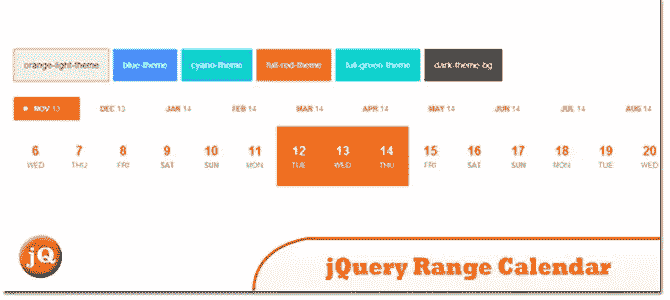 orange-light-theme blue-theme cyano-theme full-red-theme full-green-theme dark-theme-bg
NOV 13 DEC 13 JAN 14 FEB 14 MAR 14 APR 14 MAY 14 JUN 14 JUL 14 AUG 14
6 7 8 9 10 11 12 13 14 15 16 17 18 19 20
WED THU FRI SAT SUN MON TUE WED THU FRI SAT SUN MON TUE WED
jQ
jQuery Range Calendar